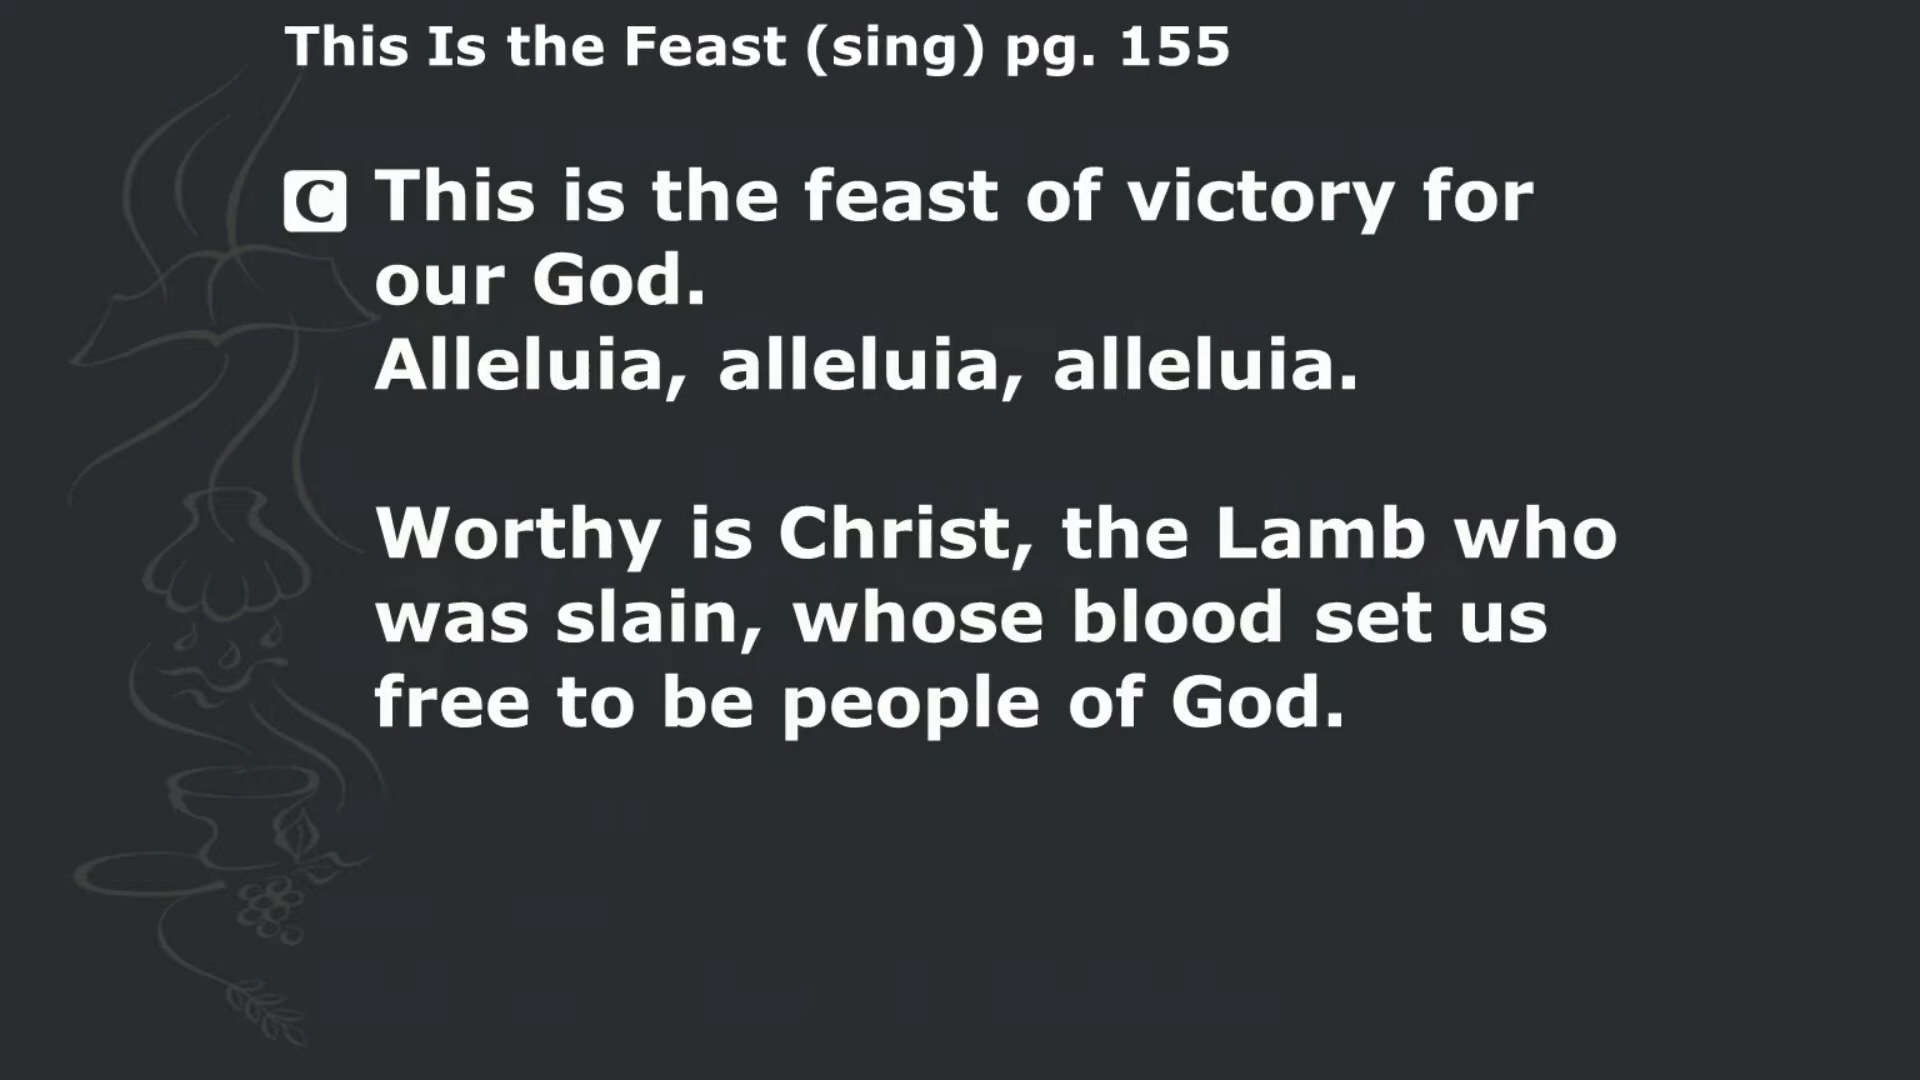 This Is the Feast (sing) pg. 155
C This is the feast of victory for
our God.
Alleluia, alleluia, alleluia.
Worthy is Christ, the Lamb who
was slain, whose blood set us
free to be people of God.